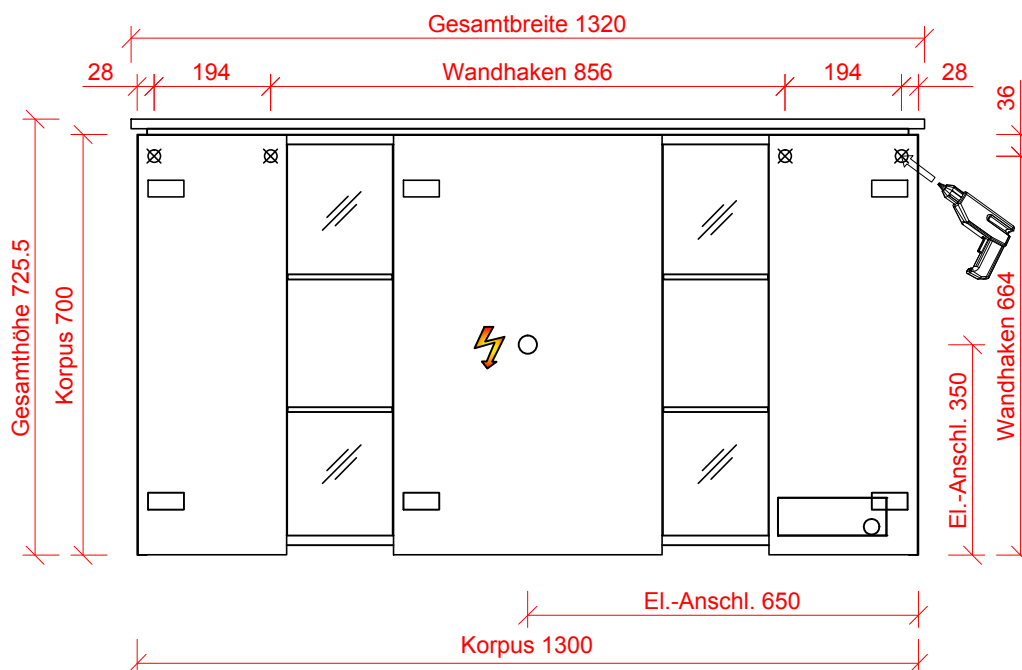 Gesamtbreite 1320
28 194 Wandhaken 856 194 28
36
Gesamthöhe 725.5
Korpus 700
Wandhaken 664
El.-Anschl. 350
El.-Anschl. 650
Korpus 1300